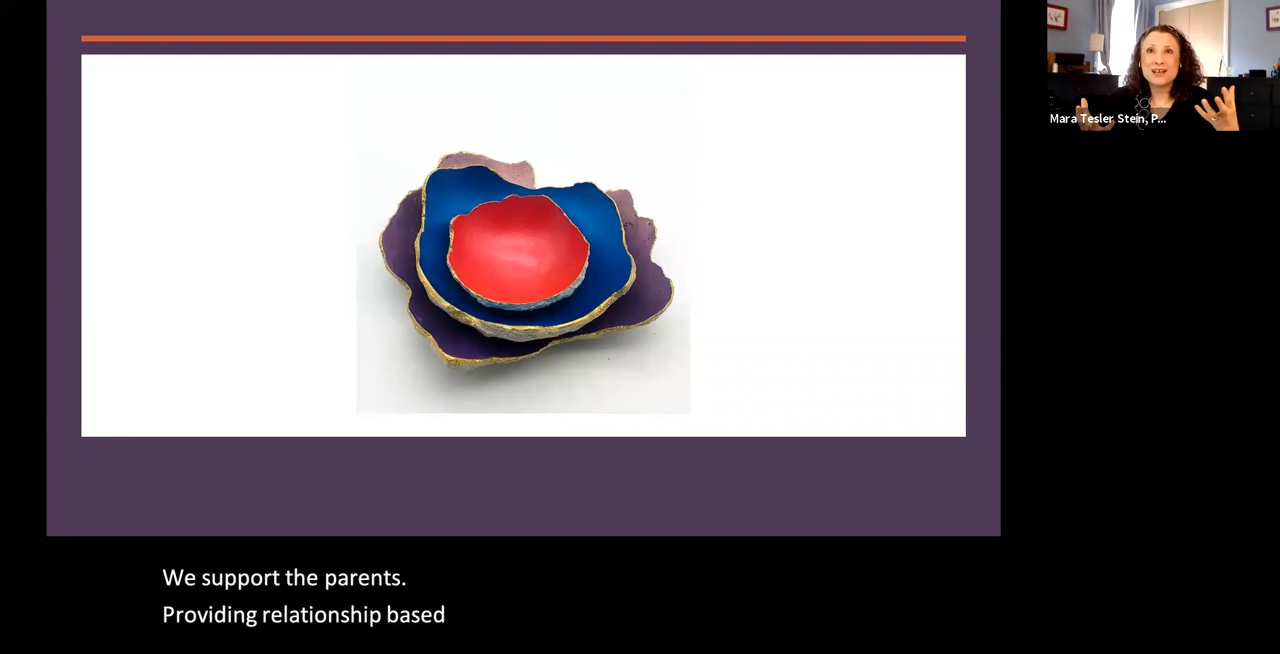 Mara Tesler Stein, P...
We support the parents.
Providing relationship based